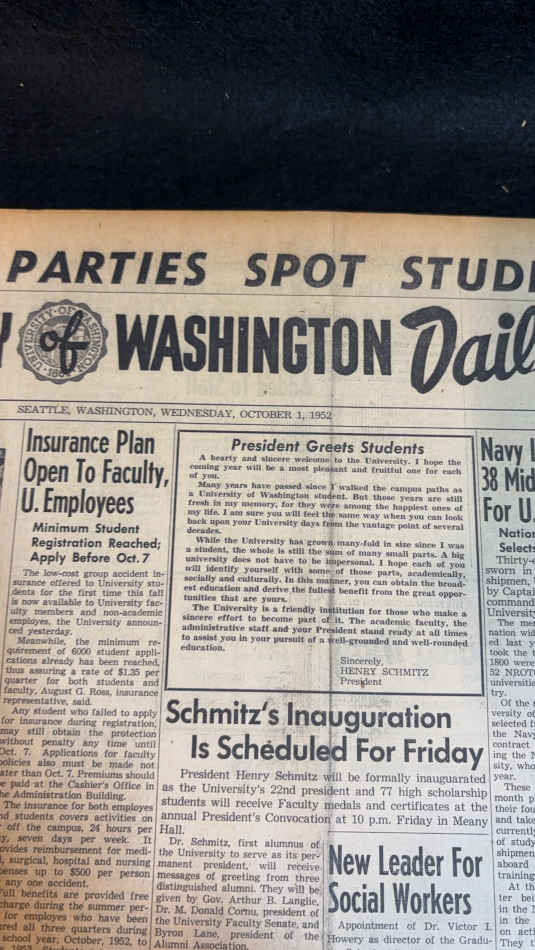 PARTIES SPOT STUD
Y of WASHINGTON Dail
UNIVERSITY OF WASHINGTON
SEATTLE, WASHINGTON, WEDNESDAY, OCTOBER 1, 1952
Insurance Plan
Open To Faculty,
U. Employees
Minimum Student
Registration Reached;
Apply Before Oct. 7
The low-cost group accident in-
surance offered to University stu-
dents for the first time this fall
is now available to University fac-
ulty members and non-academic
employes, the University announ-
ced yesterday.
Meanwhile, the minimum re-
quirement of 6000 student appli-
cations already has been reached,
thus assuring a rate of $1.35 per
quarter for both students and
faculty, August G. Ross, insurance
representative, said.
Any student who failed to apply
for insurance during registration,
may still obtain the protection
without penalty any time until
Oct. 7. Applications for faculty
policies also must be made not
ater than Oct. 7. Premiums should
e paid at the Cashier's Office in
he Administration Building.
The insurance for both employes
nd students covers activities on
off the campus, 24 hours per
y, seven days per week. It
rovides reimbursement for medi-
, surgical, hospital and nursing
penses up to $500 per person
any one accident.
ull benefits are provided free
charge during the summer per-
for employes who have been
red all three quarters during
school year, October, 1952, to
President Greets Students
A hearty and sincere welcome to the University. I hope the
coming year will be a most pleasant and fruitful one for each
of you.
Many years have passed since I walked the campus paths as
a University of Washington student. But those years are still
fresh in my memory, for they were among the happiest ones of
my life. I am sure you will feel the same way when you can look
back upon your University days from the vantage point of several
decades.
While the University has grown many-fold in size since I was
a student, the whole is still the sum of many small parts. A big
university does not have to be impersonal. I hope each of you
will identify yourself with some of those parts, academically,
socially and culturally. In this manner, you can obtain the broad-
est education and derive the fullest benefit from the great oppor-
tunities that are yours.
The University is a friendly institution for those who make a
sincere effort to become part of it. The academic faculty, the
administrative staff and your President stand ready at all times
to assist you in your pursuit of a well-grounded and well-rounded
education.
Sincerely,
HENRY SCHMITZ
President
Schmitz's Inauguration
Is Scheduled For Friday
President Henry Schmitz will be formally inauguarated
as the University's 22nd president and 77 high scholarship
students will receive Faculty medals and certificates at the
annual President's Convocation at 10 p.m. Friday in Meany
Hall.
Dr. Schmitz, first alumnus of
the University to serve as its per-
manent president, will receive
messages of greeting from three
distinguished alumni. They will be
given by Gov. Arthur B. Langlie,
Dr. M. Donald Cornu, president of
the University Faculty Senate, and
Byron Lane, president of the
Alumni Association.
New Leader For
Social Workers
Appointment of Dr. Victor I.
Howery as director of the Gradu
Navy
38 Mid
For U.
Nation
Selects
Thirty-
sworn in
shipmen,
by Captai
command
Universit
The me
nation wid
ed last y
took the t
1800 were
52 NROT
universitie
try.
Of the
versity of
selected f
the Navy
contract
ing the N
sity, who
year.
These
month p
their fou
and take
currently
of study
shipmen
aboard
training
At th
ter bei
in the N
in the
on acti
They t